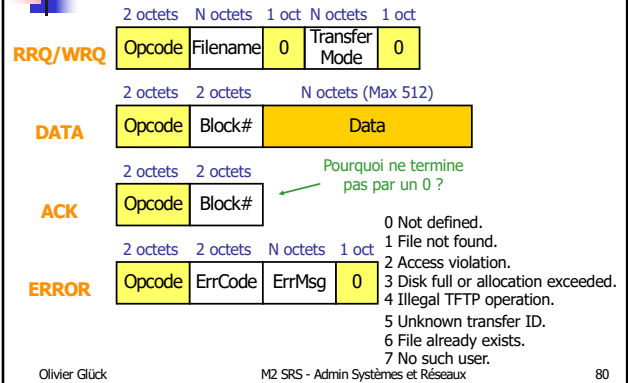 2 octets N octets 1 oct N octets 1 oct
RRQ/WRQ Opcode Filename 0 Transfer Mode 0
2 octets 2 octets N octets (Max 512)
DATA Opcode Block# Data
2 octets 2 octets
ACK Opcode Block#
Pourquoi ne termine
pas par un 0 ?
2 octets 2 octets N octets 1 oct
ERROR Opcode ErrCode ErrMsg 0
0 Not defined.
1 File not found.
2 Access violation.
3 Disk full or allocation exceeded.
4 Illegal TFTP operation.
5 Unknown transfer ID.
6 File already exists.
7 No such user.
Olivier Glück M2 SRS - Admin Systèmes et Réseaux 80